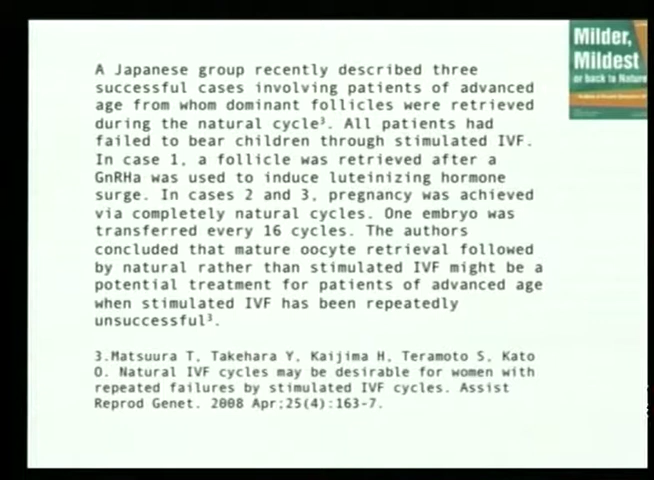 Milder,
Mildest
or back to Nature
A Japanese group recently described three
successful cases involving patients of advanced
age from whom dominant follicles were retrieved
during the natural cycle³. All patients had
failed to bear children through stimulated IVF.
In case 1, a follicle was retrieved after a
GnRHa was used to induce luteinizing hormone
surge. In cases 2 and 3, pregnancy was achieved
via completely natural cycles. One embryo was
transferred every 16 cycles. The authors
concluded that mature oocyte retrieval followed
by natural rather than stimulated IVF might be a
potential treatment for patients of advanced age
when stimulated IVF has been repeatedly
unsuccessful³.
3.Matsuura T, Takehara Y, Kaijima H, Teramoto S, Kato
O. Natural IVF cycles may be desirable for women with
repeated failures by stimulated IVF cycles. Assist
Reprod Genet. 2008 Apr;25(4):163-7.